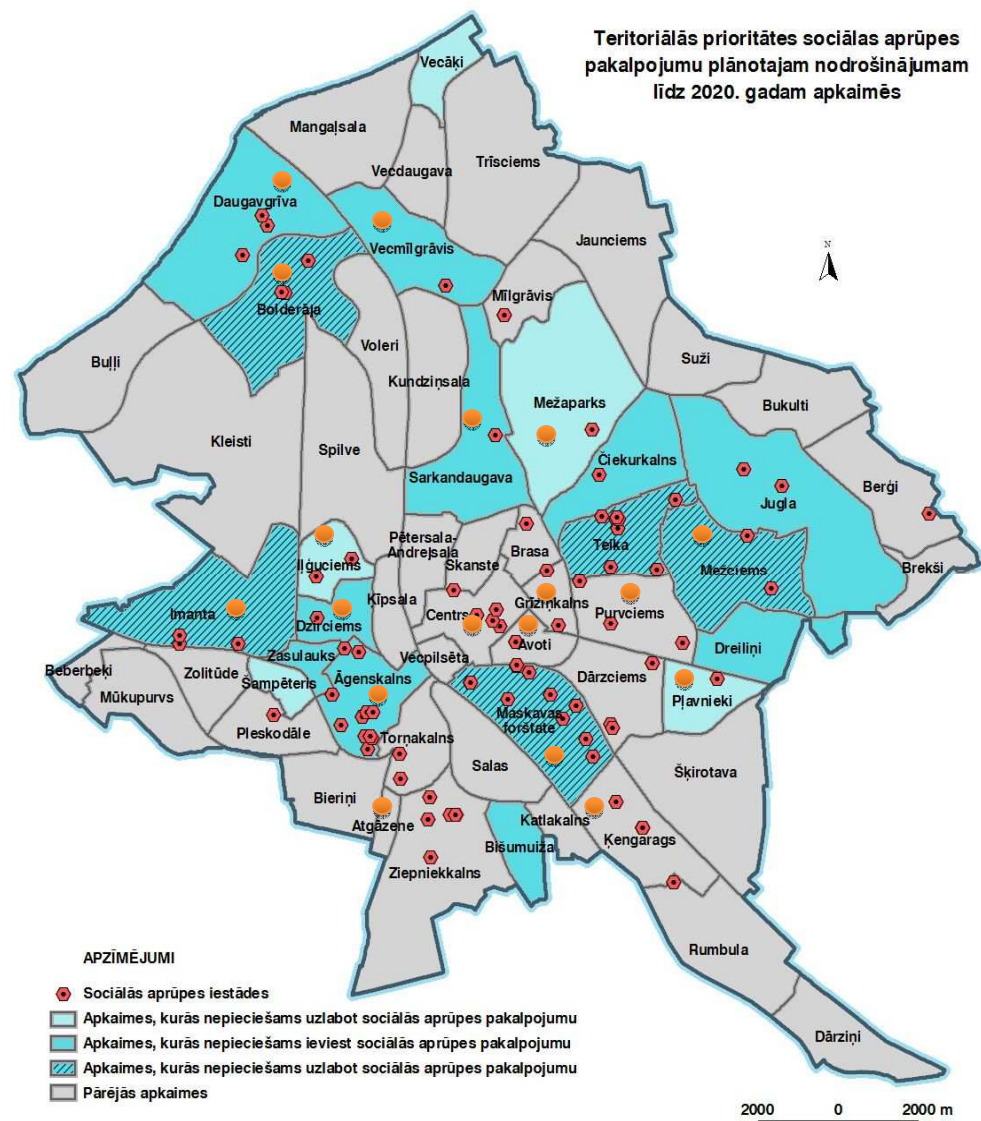 Teritoriālās prioritātes sociālas aprūpes
pakalpojumu plānotajam nodrošinājumam
līdz 2020. gadam apkaimēs
Vecāķi
Mangaļsala
Trīsciems
Vecdaugava
Daugavgrīva
Vecmīlgrāvis
Jaunciems
N
Mīlgrāvis
Bolderāja
Voleri
Buļļi
Suži
Kundziņsala
Mežaparks
Bukulti
Kleisti
Spilve
Čiekurkalns
Sarkandaugava
Jugla
Berģi
Pētersala-
Andrejsala
Brasa
Teika
Skanste
Iļģuciems
Mežciems
Brekši
Ķīpsala
Grīziņkalns
Imanta
Centrs
Purvciems
Dzirciems
Avoti
Dreiliņi
Zasulauks
Vecpilsēta
Beberbeķi
Zolitūde
Āgenskalns
Dārzciems
Šampēteris
Mūkupurvs
Pļavnieki
Maskavas
forštate
Pleskodāle
Torņakalns
Salas
Šķirotava
Bieriņi
Atgāzene
Katlakalns
Ķengarags
Bišumuiža
Ziepniekkalns
Rumbula
APZĪMĒJUMI
Sociālās aprūpes iestādes
Apkaimes, kurās nepieciešams uzlabot sociālās aprūpes pakalpojumu
Apkaimes, kurās nepieciešams ieviest sociālās aprūpes pakalpojumu
Apkaimes, kurās nepieciešams uzlabot sociālās aprūpes pakalpojumu
Pārējās apkaimes
Dārziņi
2000 0 2000 m